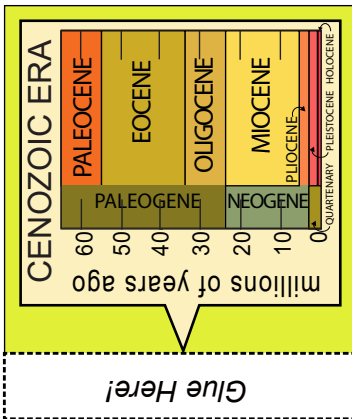 CENOZOIC ERA
PALEOCENE
EOCENE
OLIGOCENE
MIOCENE
PLIOCENE
PLEISTOCENE
HOLOCENE
PALEOGENE
NEOGENE
QUARTENARY
60
50
40
30
20
10
0
millions of years ago
Glue Here!